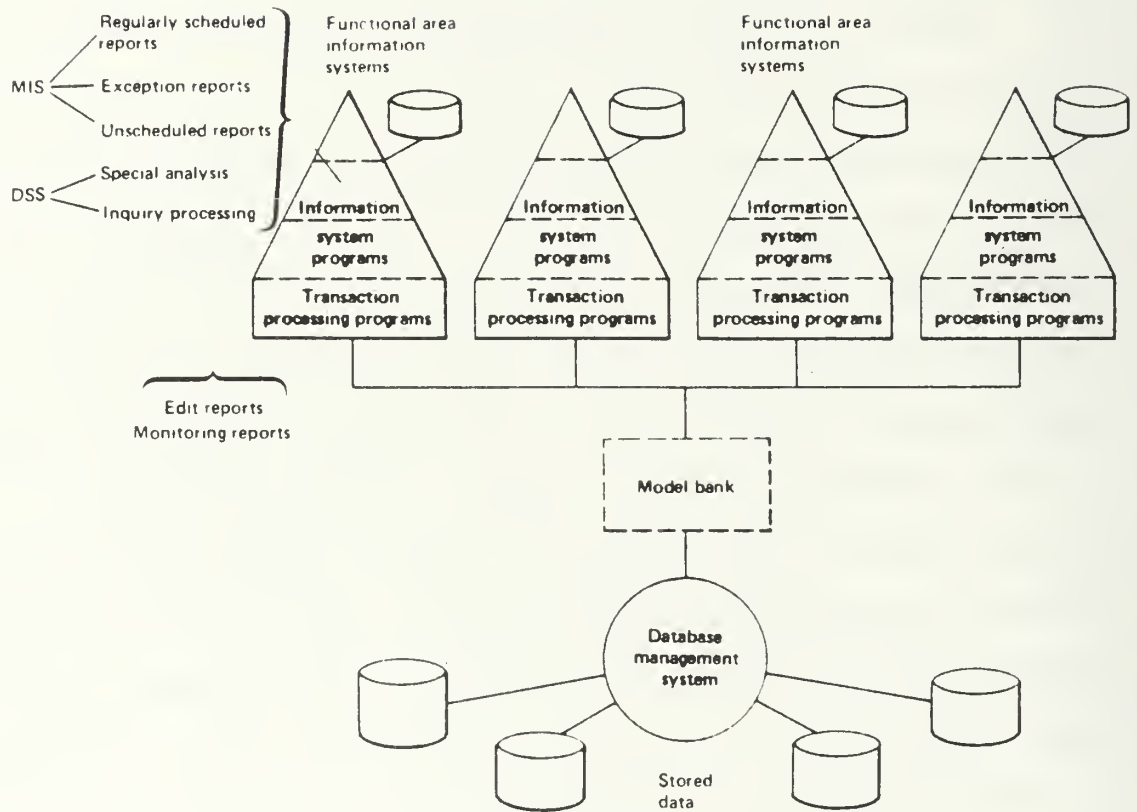 Regularly scheduled
reports
MIS
Exception reports
Unscheduled reports
DSS
Special analysis
Inquiry processing
Functional area
information
systems
Functional area
information
systems
Information
system
programs
Transaction
processing programs
Information
system
programs
Transaction
processing programs
Information
system
programs
Transaction
processing programs
Information
system
programs
Transaction
processing programs
Edit reports
Monitoring reports
Model bank
Database
management
system
Stored
data